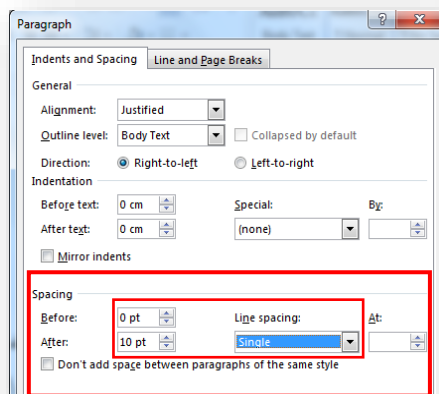 Paragraph
Indents and Spacing Line and Page Breaks
General
Alignment: Justified
Outline level: Body Text Collapsed by default
Direction: Right-to-left Left-to-right
Indentation
Before text: 0 cm Special: By:
After text: 0 cm (none)
Mirror indents
Spacing
Before: 0 pt Line spacing: At:
After: 10 pt Single
Don't add space between paragraphs of the same style